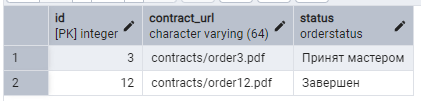 id contract_url status
[PK] integer character varying (64) orderstatus
1 3 contracts/order3.pdf Принят мастером
2 12 contracts/order12.pdf Завершен